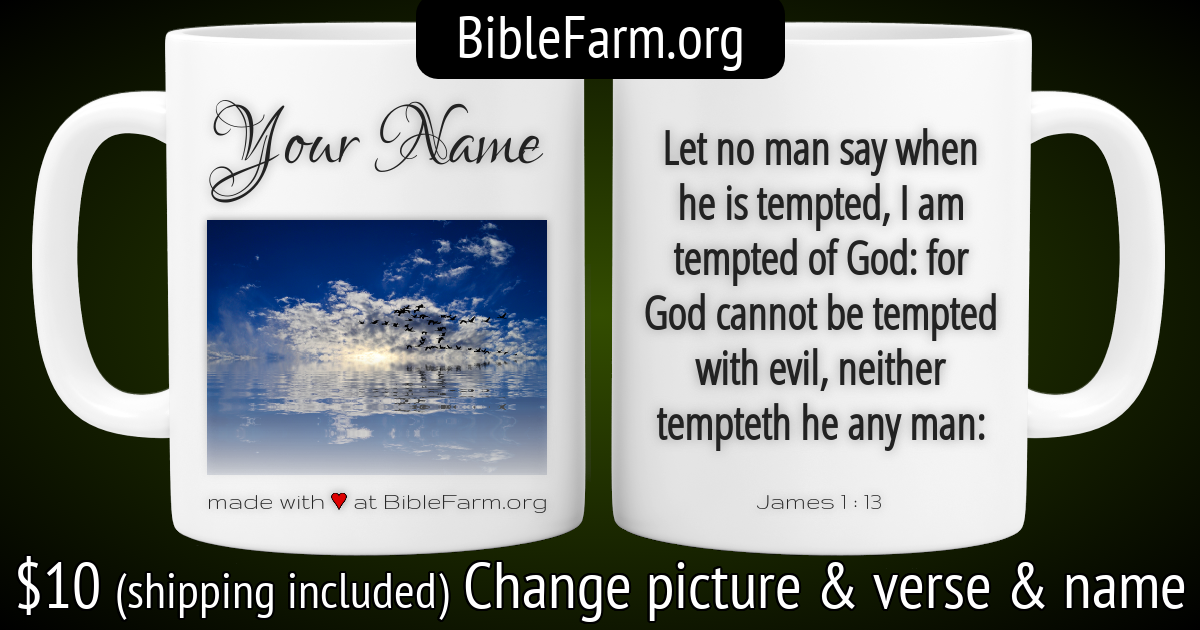 BibleFarm.org
Your Name
made with ♥ at BibleFarm.org
Let no man say when
he is tempted, I am
tempted of God: for
God cannot be tempted
with evil, neither
tempteth he any man:
James 1 : 13
$10 (shipping included) Change picture & verse & name